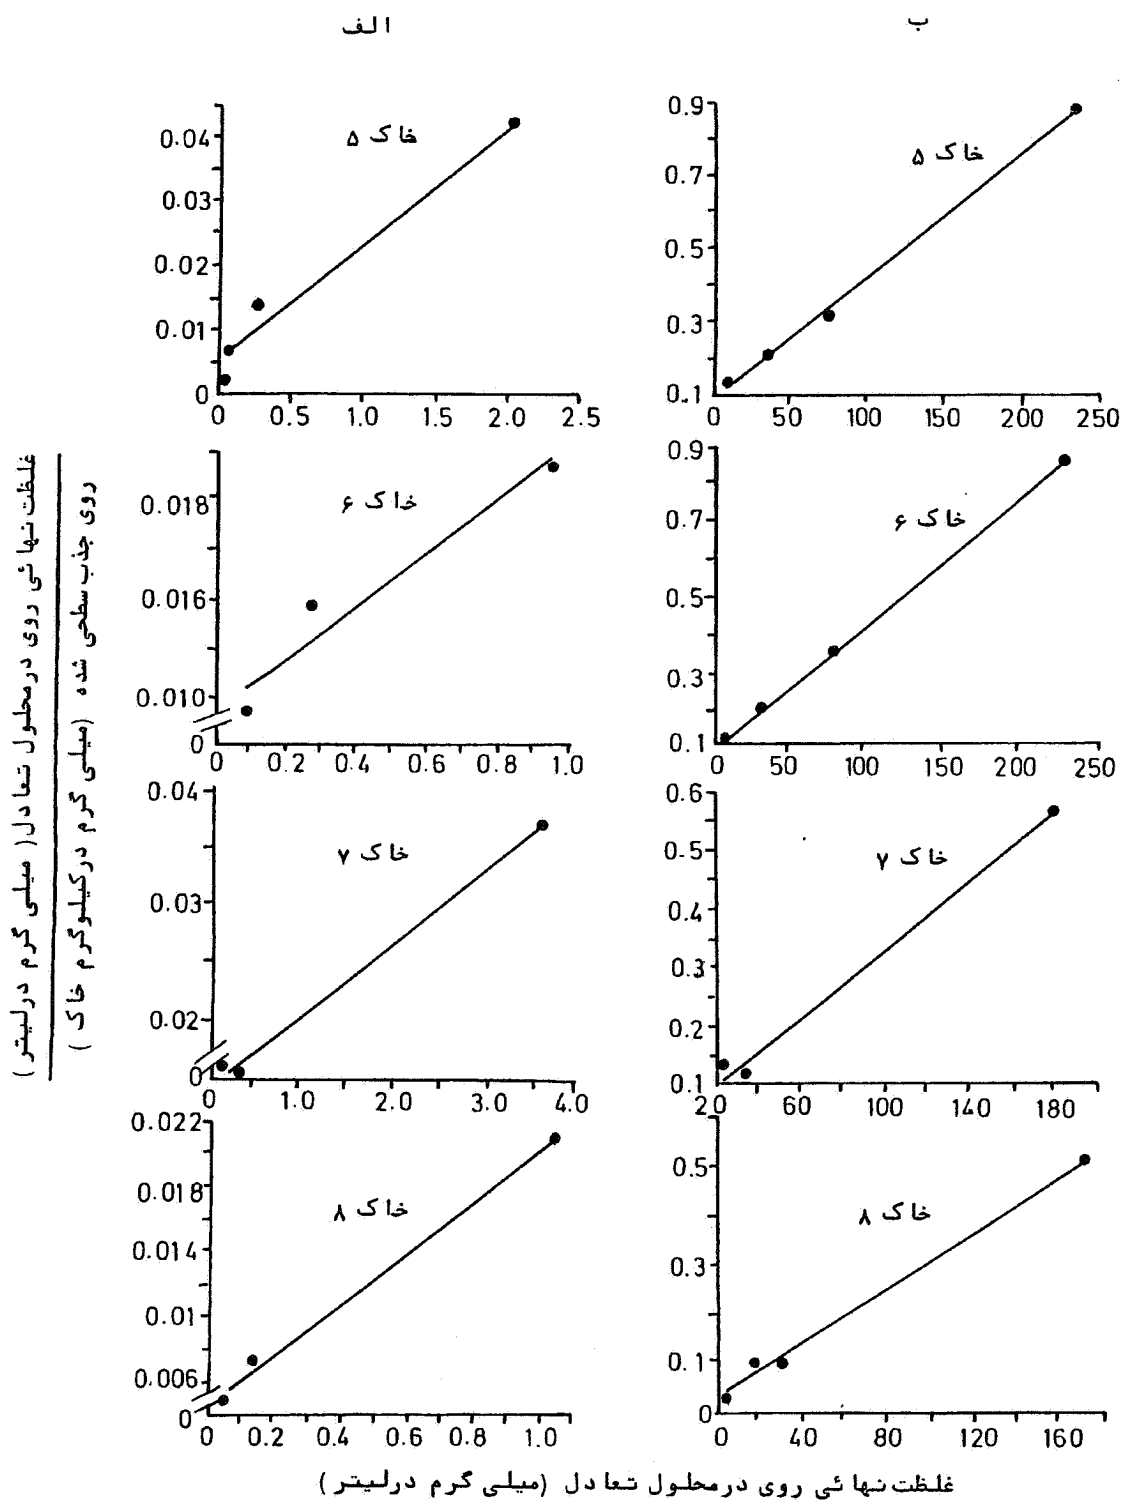 الف
ب
0.04
0.03
0.02
0.01
0
خاک ۵
0 0.5 1.0 1.5 2.0 2.5
0.9
0.7
0.5
0.3
0.1
خاک ۵
0 50 100 150 200 250
0.018
0.016
0.010
0
خاک ۶
0 0.2 0.4 0.6 0.8 1.0
0.9
0.7
0.5
0.3
0.1
خاک ۶
0 50 100 150 200 250
0.04
0.03
0.02
0
خاک ۷
0 1.0 2.0 3.0 4.0
0.6
0.5
0.4
0.3
0.2
0.1
خاک ۷
20 60 100 140 180
0.022
0.018
0.014
0.01
0.006
0
خاک ۸
0 0.2 0.4 0.6 0.8 1.0
0.5
0.3
0.1
0
خاک ۸
0 40 80 120 160
غلظت نهائی روی درمحلول تعادل (میلی گرم درلیتر)
روی جذب سطحی شده (میلی گرم درکیلوگرم خاک)
غلظت نهائی روی درمحلول تعادل (میلی گرم درلیتر)